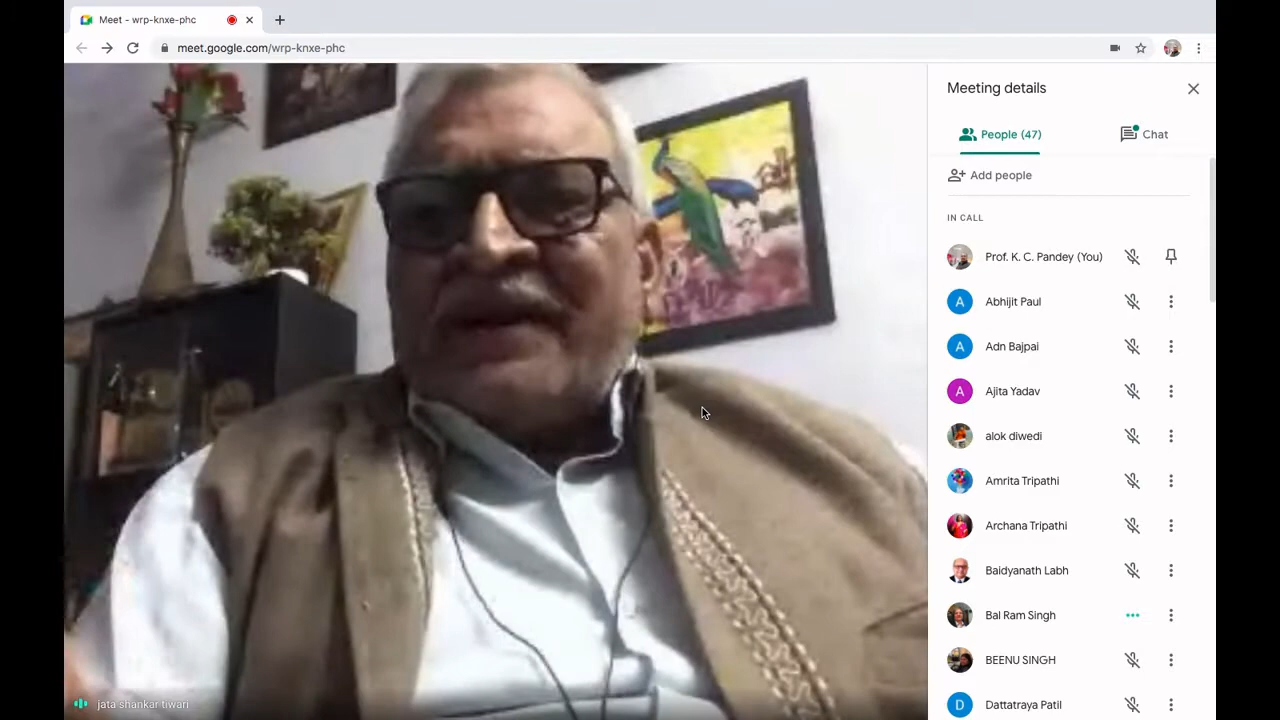 Meet - wrp-knxe-phc
meet.google.com/wrp-knxe-phc
Meeting details
People (47)
Chat
Add people
IN CALL
Prof. K. C. Pandey (You)
Abhijit Paul
A
Adn Bajpai
A
Ajita Yadav
A
alok diwedi
Amrita Tripathi
Archana Tripathi
Baidyanath Labh
Bal Ram Singh
BEENU SINGH
Dattatraya Patil
D
jata shankar tiwari